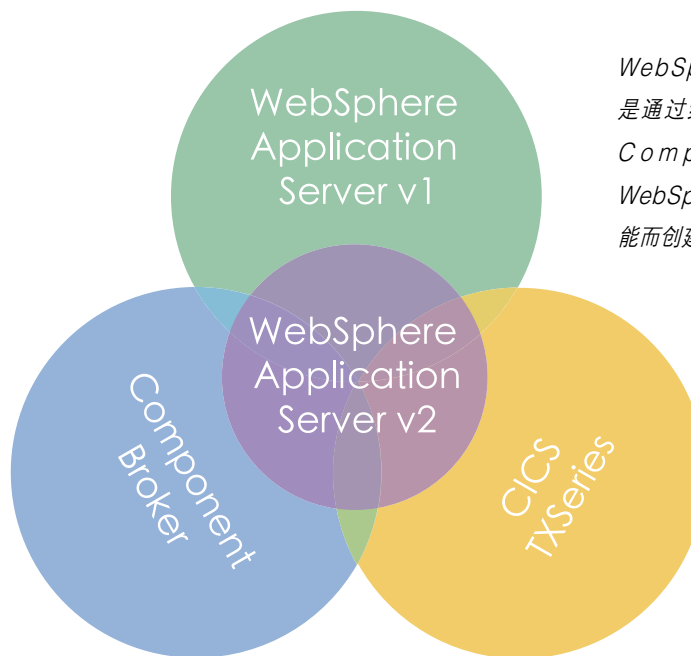 WebSphere
Application
Server v1
WebSp
是通过
Comp
WebSp
能而创建
WebSphere
Application
Server v2
Component
Broker
CICS
TXSeries